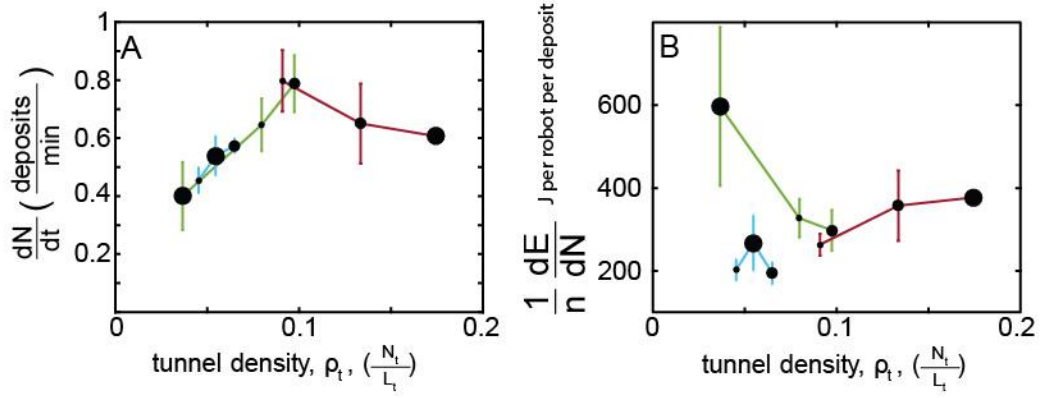 A
1
0.8
0.6
0.4
0.2
dN/dt ( deposits/min )
0
0.1
0.2
tunnel density, ρₜ, (Nₜ/Lₜ)
B
600
400
200
1/n dE/dN J per robot per deposit
0
0.1
0.2
tunnel density, ρₜ, (Nₜ/Lₜ)